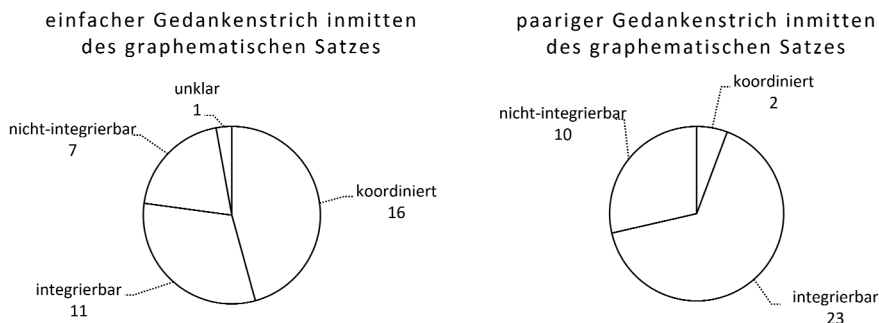 einfacher Gedankenstrich inmitten
des graphematischen Satzes
unklar
1
nicht-integrierbar
7
koordiniert
16
integrierbar
11
paariger Gedankenstrich inmitten
des graphematischen Satzes
koordiniert
2
nicht-integrierbar
10
integrierbar
23